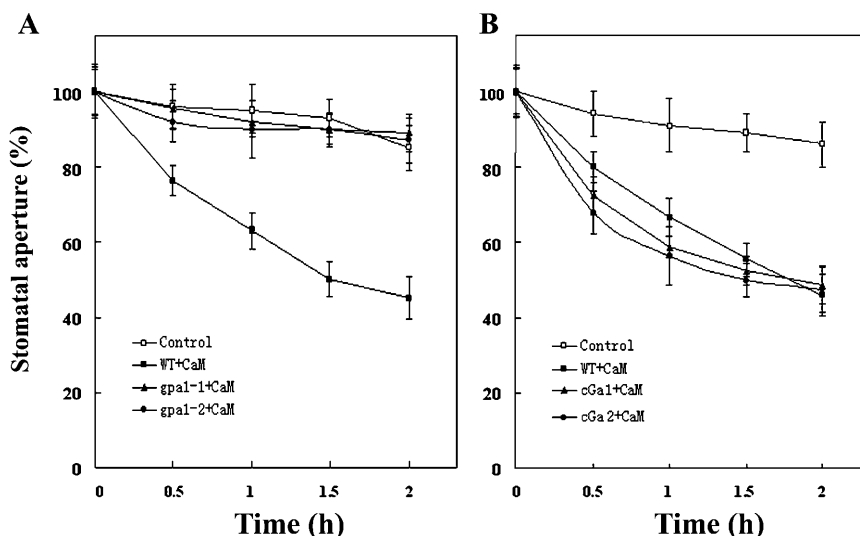 A
B
Stomatal aperture (%)
100
80
60
40
20
0
Control
WT+CaM
gpa1-1+CaM
gpa1-2+CaM
0 0.5 1 1.5 2
Time (h)
100
80
60
40
20
0
Control
WT+CaM
cGa1+CaM
cGa2+CaM
0 0.5 1 1.5 2
Time (h)